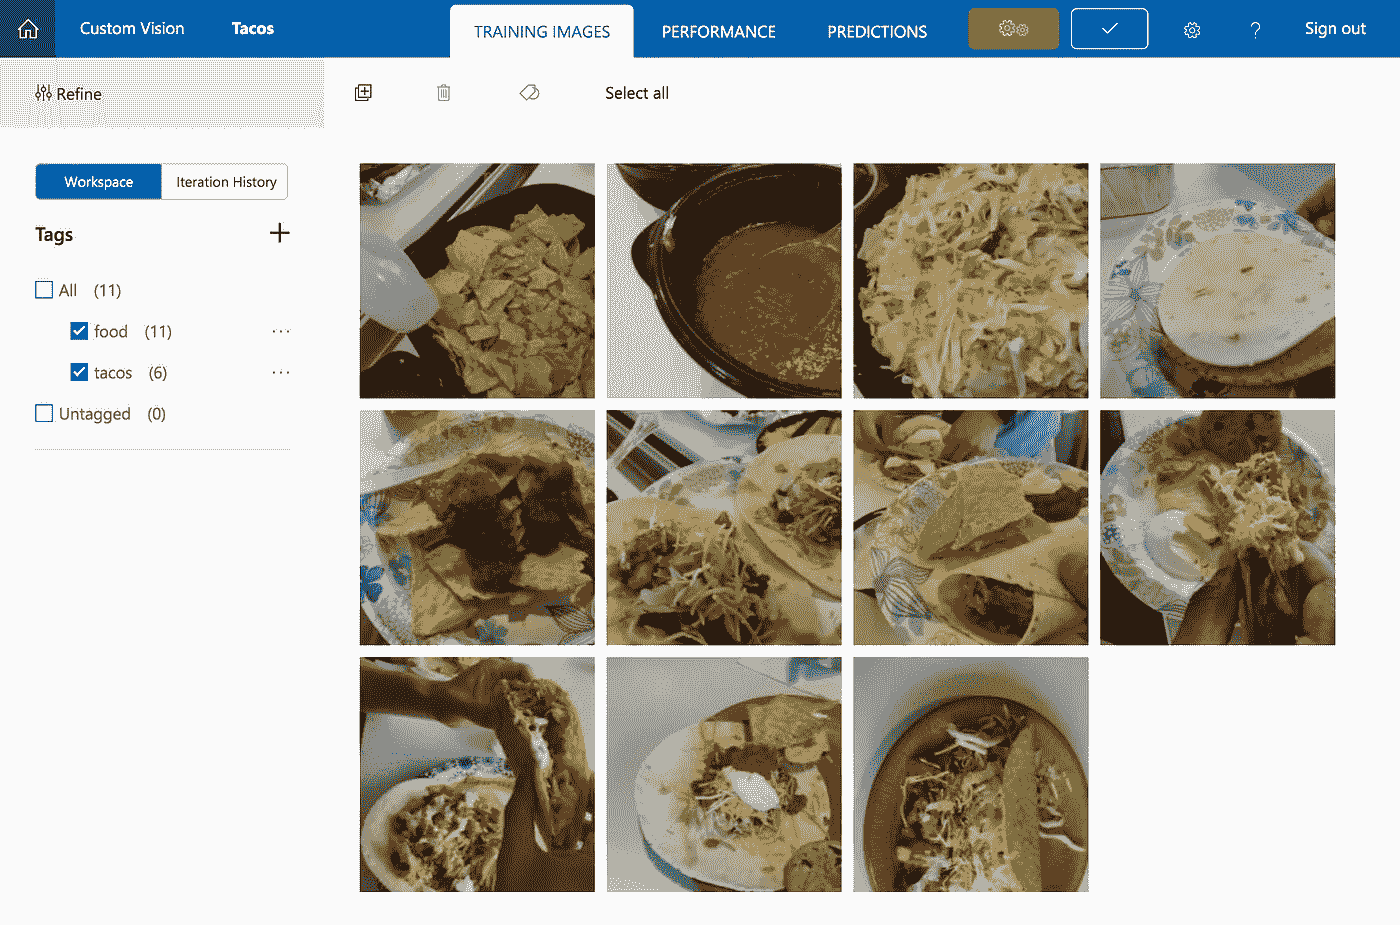 Custom Vision Tacos TRAINING IMAGES PERFORMANCE PREDICTIONS ? Sign out
Refine Select all
Workspace Iteration History
Tags +
All (11)
food (11) ...
tacos (6) ...
Untagged (0)